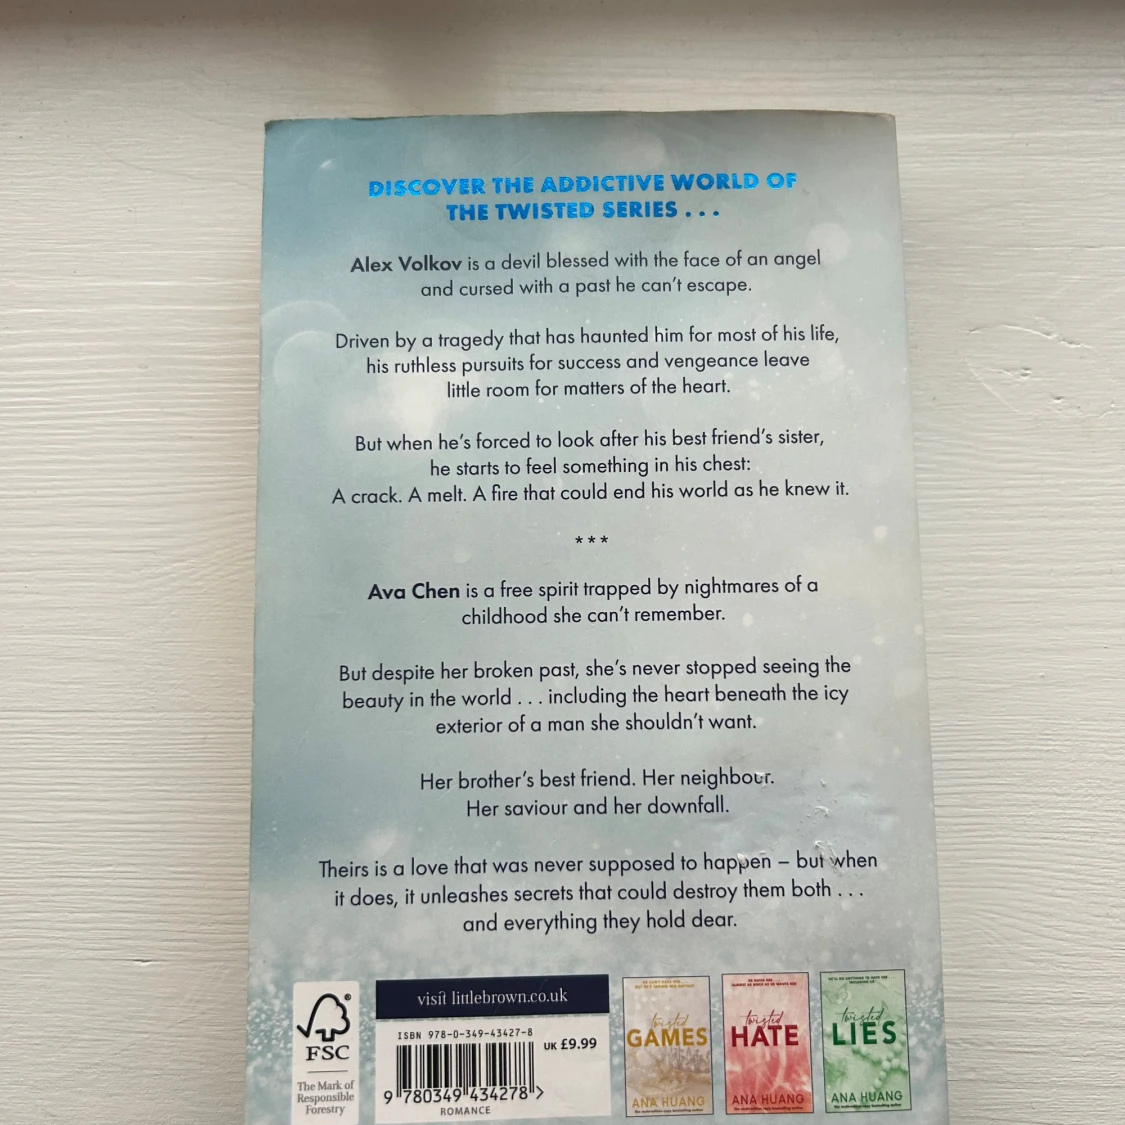 DISCOVER THE ADDICTIVE WORLD OF
THE TWISTED SERIES . . .
Alex Volkov is a devil blessed with the face of an angel
and cursed with a past he can't escape.
Driven by a tragedy that has haunted him for most of his life,
his ruthless pursuits for success and vengeance leave
little room for matters of the heart.
But when he's forced to look after his best friend's sister,
he starts to feel something in his chest:
A crack. A melt. A fire that could end his world as he knew it.
***
Ava Chen is a free spirit trapped by nightmares of a
childhood she can't remember.
But despite her broken past, she's never stopped seeing the
beauty in the world . . . including the heart beneath the icy
exterior of a man she shouldn't want.
Her brother's best friend. Her neighbour.
Her saviour and her downfall.
Theirs is a love that was never supposed to happen – but when
it does, it unleashes secrets that could destroy them both . . .
and everything they hold dear.
®
FSC
The Mark of
Responsible
Forestry
visit littlebrown.co.uk
ISBN 978-0-349-43427-8
UK £9.99
9 780349 434278 >
ROMANCE
twisted
GAMES
ANA HUANG
twisted
HATE
ANA HUANG
twisted
LIES
ANA HUANG